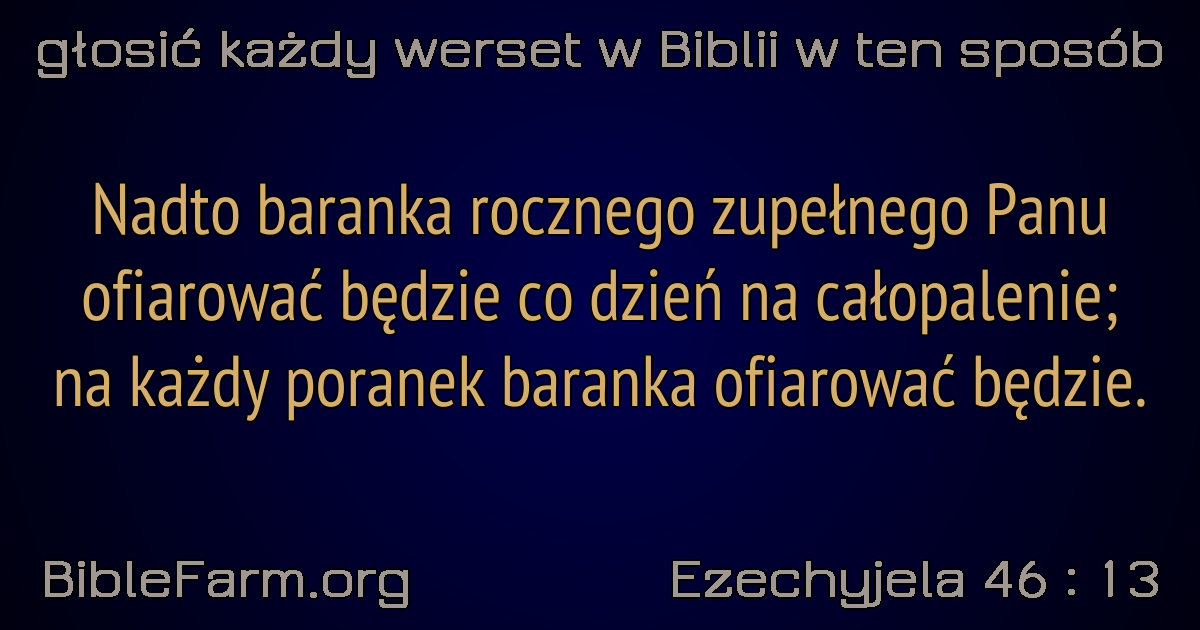 głosić każdy werset w Biblii w ten sposób
Nadto baranka rocznego zupełnego Panu
ofiarować będzie co dzień na całopalenie;
na każdy poranek baranka ofiarować będzie.
BibleFarm.org
Ezechyjela 46 : 13